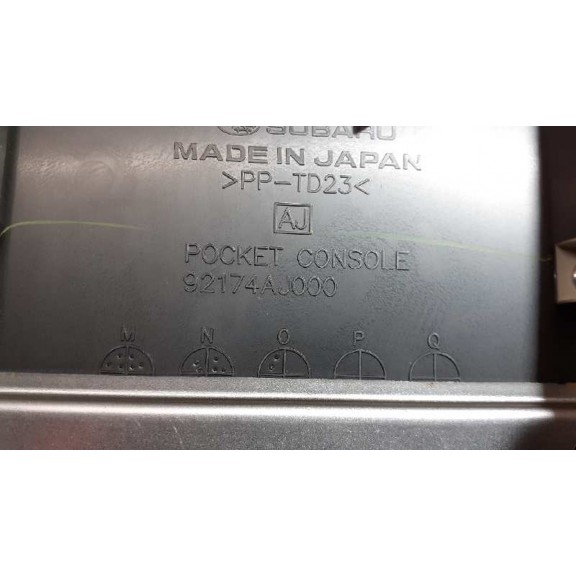 SUBARU
MADE IN JAPAN
>PP-TD23<
AJ
POCKET CONSOLE
92174AJ000
M N O P Q